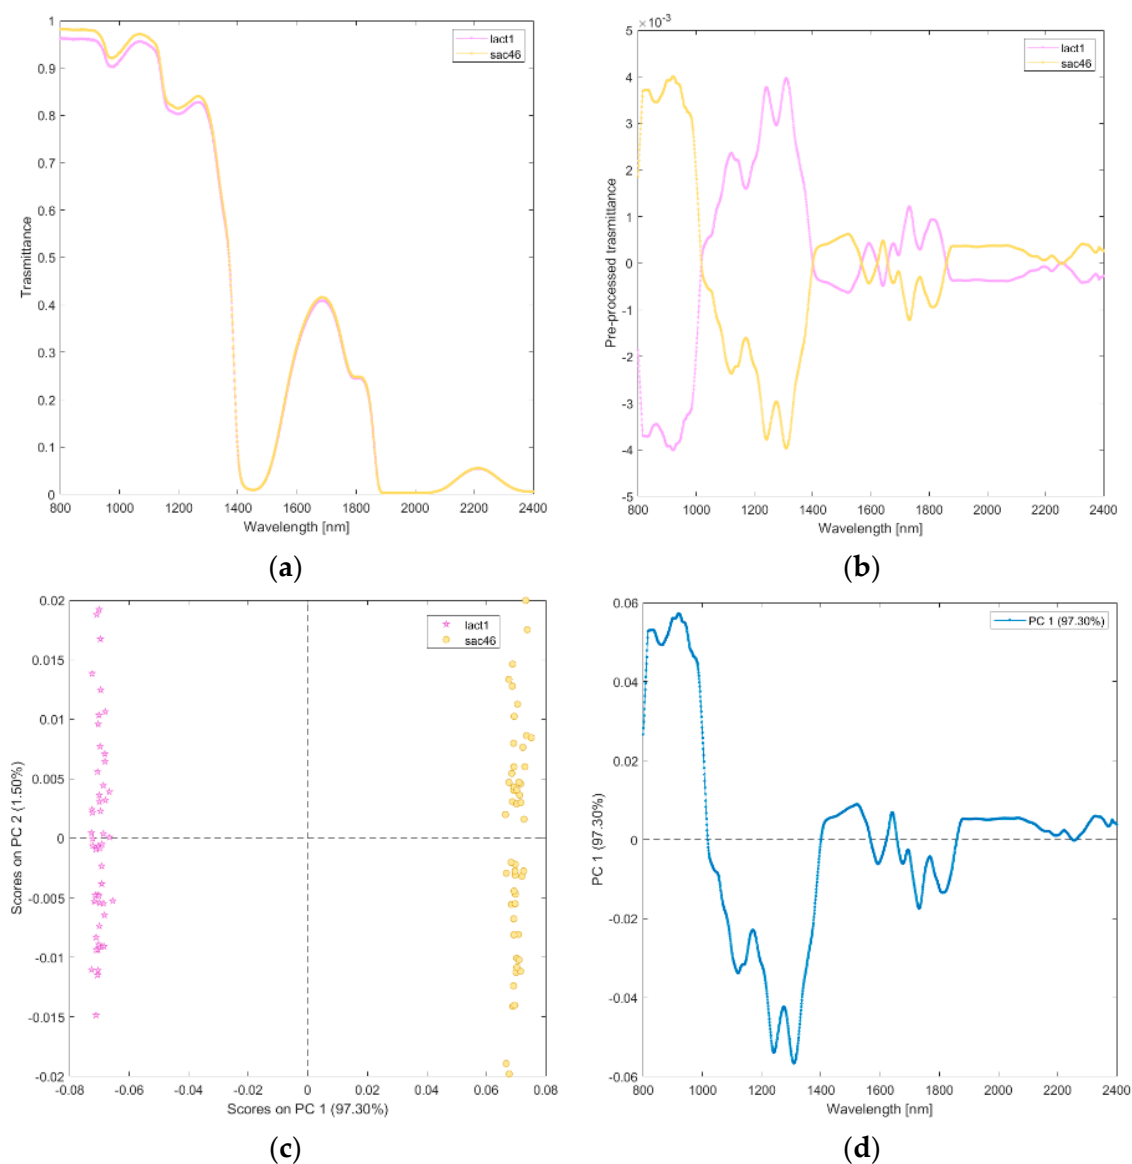 1
0.9
0.8
0.7
0.6
0.5
0.4
0.3
0.2
0.1
0
Trasmittance
lact1
sac46
800 1000 1200 1400 1600 1800 2000 2200 2400
Wavelength [nm]
(a)
×10⁻³
5
4
3
2
1
0
-1
-2
-3
-4
-5
Pre-processed trasmittance
lact1
sac46
800 1000 1200 1400 1600 1800 2000 2200 2400
Wavelength [nm]
(b)
0.02
0.015
0.01
0.005
0
-0.005
-0.01
-0.015
-0.02
Scores on PC 2 (1.50%)
lact1
sac46
-0.08 -0.06 -0.04 -0.02 0 0.02 0.04 0.06 0.08
Scores on PC 1 (97.30%)
(c)
0.06
0.04
0.02
0
-0.02
-0.04
-0.06
PC 1 (97.30%)
PC 1 (97.30%)
800 1000 1200 1400 1600 1800 2000 2200 2400
Wavelength [nm]
(d)